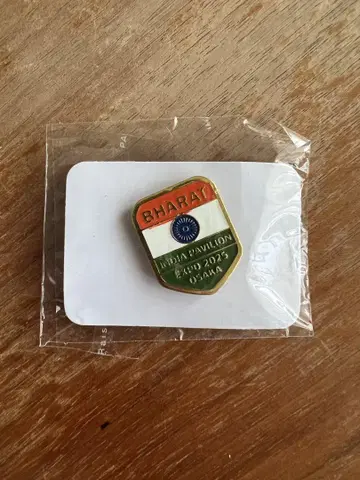 BHARAT
INDIA PAVILION
EXPO 2025
OSAKA